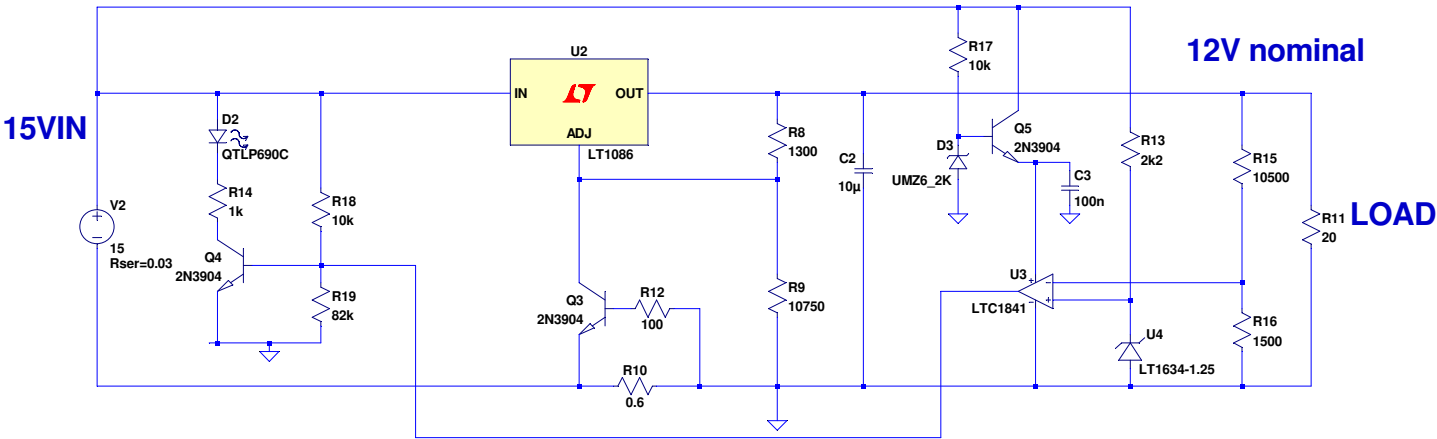 12V nominal
15VIN
U2
IN
OUT
ADJ
LT1086
D2
QTLP690C
R14
1k
R18
10k
V2
15
Rser=0.03
Q4
2N3904
R19
82k
R8
1300
C2
10µ
R17
10k
D3
UMZ6_2K
Q5
2N3904
C3
100n
R13
2k2
R15
10500
R11
20
LOAD
Q3
2N3904
R12
100
R9
10750
R10
0.6
U3
LTC1841
U4
LT1634-1.25
R16
1500